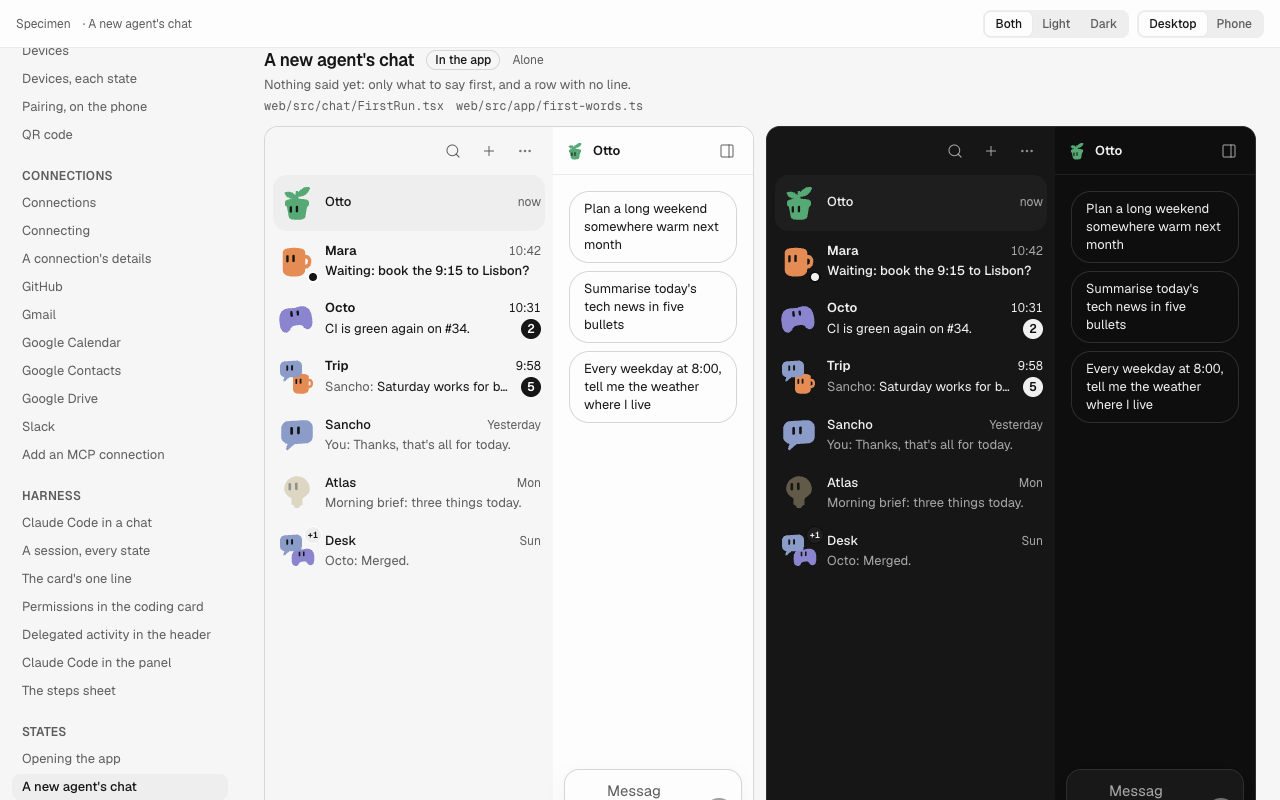 Specimen · A new agent's chat
Both Light Dark
Desktop Phone
Devices
Devices, each state
Pairing, on the phone
QR code
CONNECTIONS
Connections
Connecting
A connection's details
GitHub
Gmail
Google Calendar
Google Contacts
Google Drive
Slack
Add an MCP connection
HARNESS
Claude Code in a chat
A session, every state
The card's one line
Permissions in the coding card
Delegated activity in the header
Claude Code in the panel
The steps sheet
STATES
Opening the app
A new agent's chat
A new agent's chat In the app Alone
Nothing said yet: only what to say first, and a row with no line.
web/src/chat/FirstRun.tsx web/src/app/first-words.ts
Otto now
Mara 10:42
Waiting: book the 9:15 to Lisbon?
Octo 10:31
CI is green again on #34. 2
Trip 9:58
Sancho: Saturday works for b… 5
Sancho Yesterday
You: Thanks, that's all for today.
Atlas Mon
Morning brief: three things today.
+1 Desk Sun
Octo: Merged.
Otto
Plan a long weekend
somewhere warm next
month
Summarise today's
tech news in five
bullets
Every weekday at 8:00,
tell me the weather
where I live
Messag
Otto now
Mara 10:42
Waiting: book the 9:15 to Lisbon?
Octo 10:31
CI is green again on #34. 2
Trip 9:58
Sancho: Saturday works for b… 5
Sancho Yesterday
You: Thanks, that's all for today.
Atlas Mon
Morning brief: three things today.
+1 Desk Sun
Octo: Merged.
Otto
Plan a long weekend
somewhere warm next
month
Summarise today's
tech news in five
bullets
Every weekday at 8:00,
tell me the weather
where I live
Messag